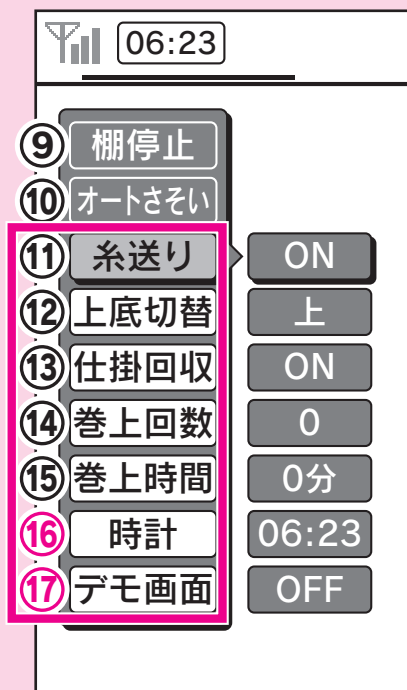 06:23
⑨ 棚停止
⑩ オートさそい
⑪ 糸送り ON
⑫ 上底切替 上
⑬ 仕掛回収 ON
⑭ 巻上回数 0
⑮ 巻上時間 0分
⑯ 時計 06:23
⑰ デモ画面 OFF